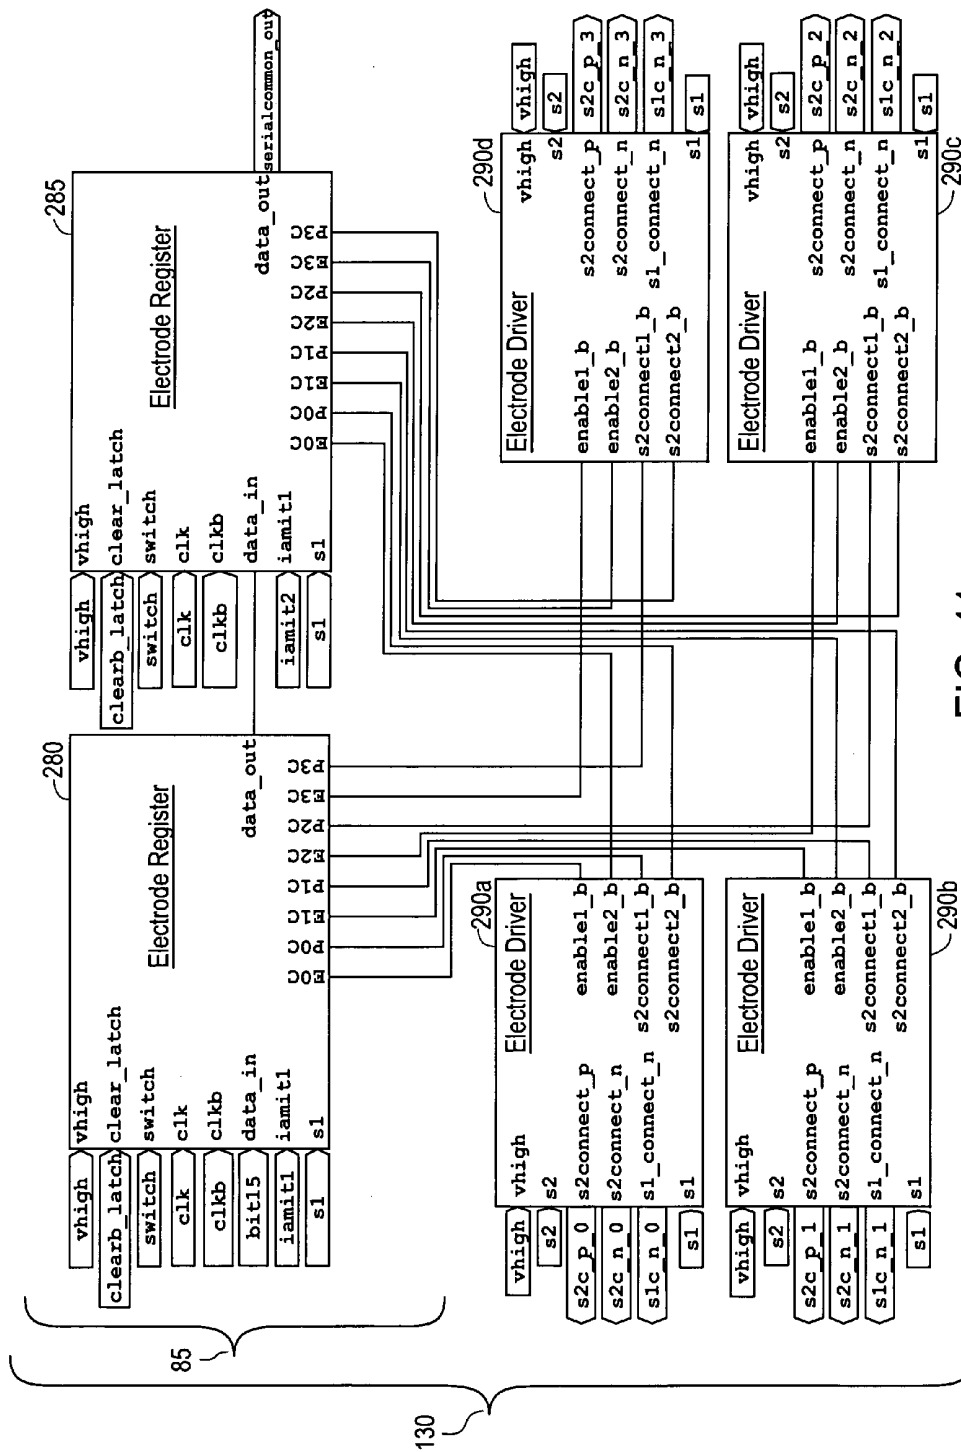 130
85
280
Electrode Register
vhigh
clearb_latch
switch
clk
clkb
bit15
iamit1
s1
vhigh
clear_latch
switch
clk
clkb
data_in
iamit1
s1
data_out
E0C
P0C
E1C
P1C
E2C
P2C
E3C
P3C
285
Electrode Register
vhigh
clearb_latch
switch
clk
clkb
iamit2
s1
vhigh
clear_latch
switch
clk
clkb
data_in
iamit1
s1
data_out
serialcommon_out
E0C
P0C
E1C
P1C
E2C
P2C
E3C
P3C
290a
Electrode Driver
vhigh
s2
s2c_p_0
s2c_n_0
s1c_n_0
s1
vhigh
s2
s2connect_p
s2connect_n
s1_connect_n
s1
enable1_b
enable2_b
s2connect1_b
s2connect2_b
290d
Electrode Driver
enable1_b
enable2_b
s2connect1_b
s2connect2_b
vhigh
s2
s2connect_p
s2connect_n
s1_connect_n
s1
vhigh
s2
s2c_p_3
s2c_n_3
s1c_n_3
s1
290b
Electrode Driver
vhigh
s2
s2c_p_1
s2c_n_1
s1c_n_1
s1
vhigh
s2
s2connect_p
s2connect_n
s1_connect_n
s1
enable1_b
enable2_b
s2connect1_b
s2connect2_b
290c
Electrode Driver
enable1_b
enable2_b
s2connect1_b
s2connect2_b
vhigh
s2
s2connect_p
s2connect_n
s1_connect_n
s1
vhigh
s2
s2c_p_2
s2c_n_2
s1c_n_2
s1